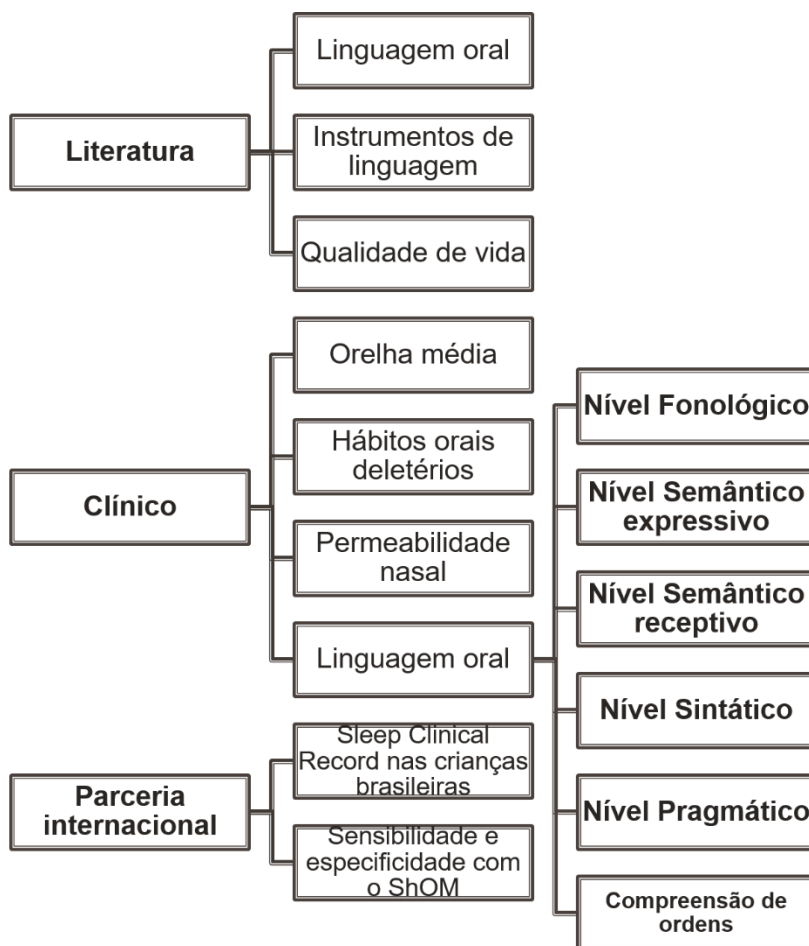 Linguagem oral
Literatura
Instrumentos de
linguagem
Qualidade de vida
Orelha média
Hábitos orais
deletérios
Clínico
Permeabilidade
nasal
Linguagem oral
Nível Fonológico
Nível Semântico
expressivo
Nível Semântico
receptivo
Nível Sintático
Nível Pragmático
Compreensão de
ordens
Parceria
internacional
Sleep Clinical
Record nas crianças
brasileiras
Sensibilidade e
especificidade com
o ShOM